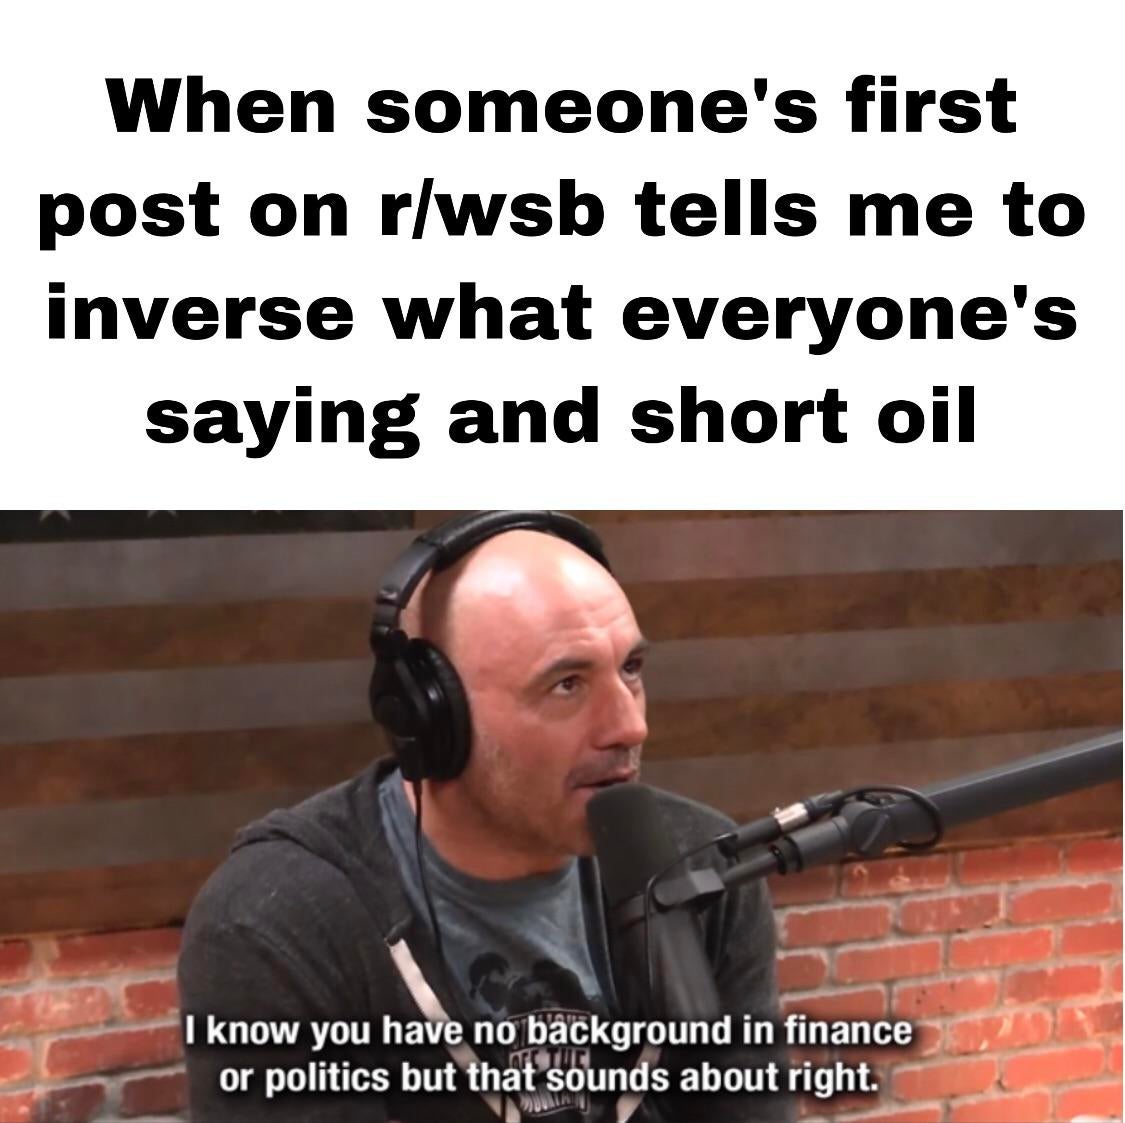 When someone's first
post on r/wsb tells me to
inverse what everyone's
saying and short oil
I know you have no background in finance
or politics but that sounds about right.